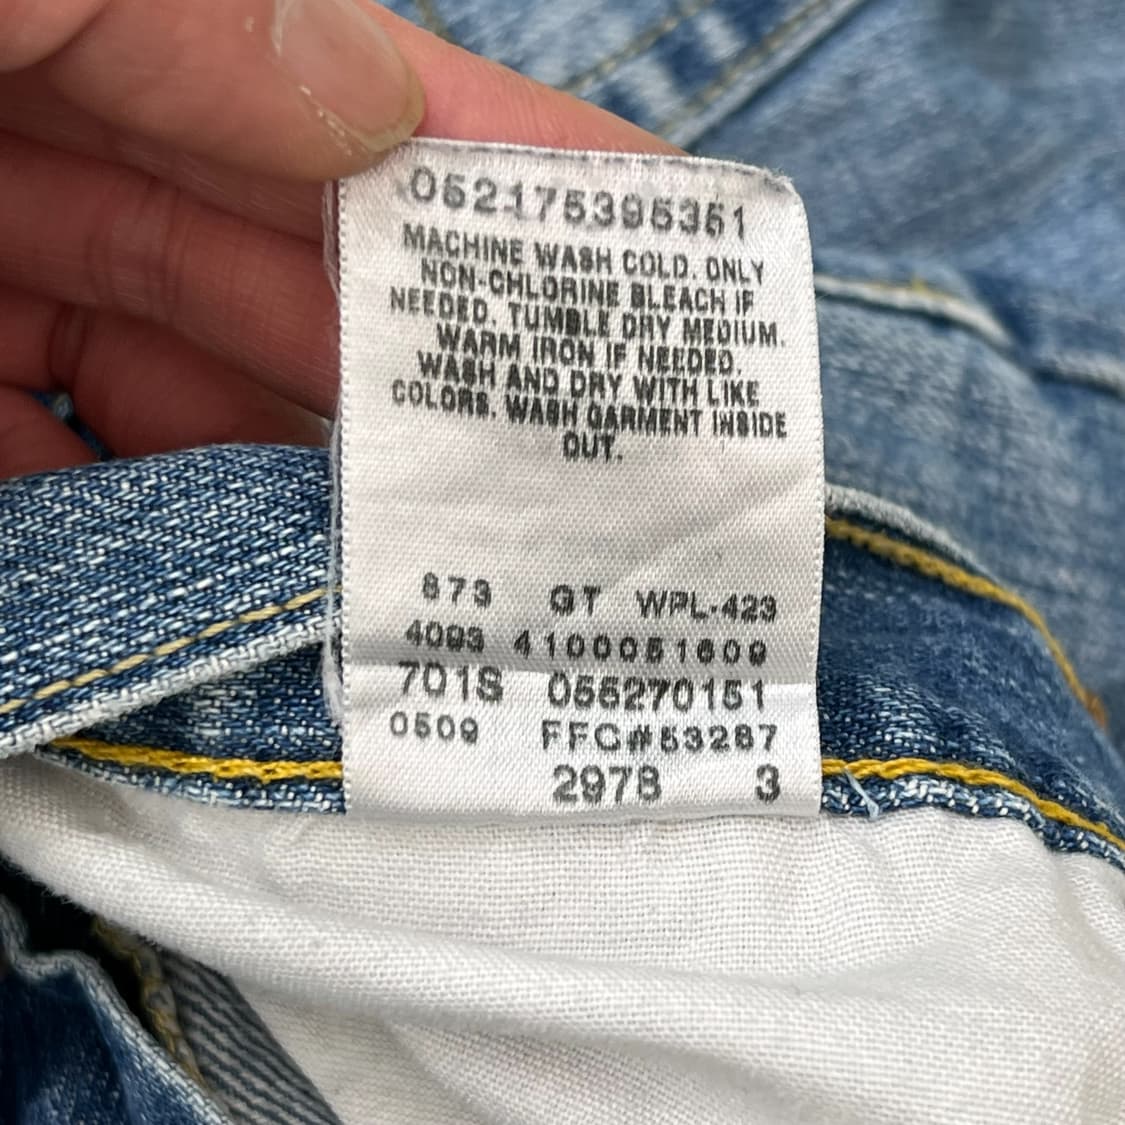 052175395351
MACHINE WASH COLD. ONLY
NON-CHLORINE BLEACH IF
NEEDED. TUMBLE DRY MEDIUM.
WARM IRON IF NEEDED.
WASH AND DRY WITH LIKE
COLORS. WASH GARMENT INSIDE
OUT.
873 GT WPL-423
4093 4100051609
701S 055270151
0509 FFC#53287
2978 3